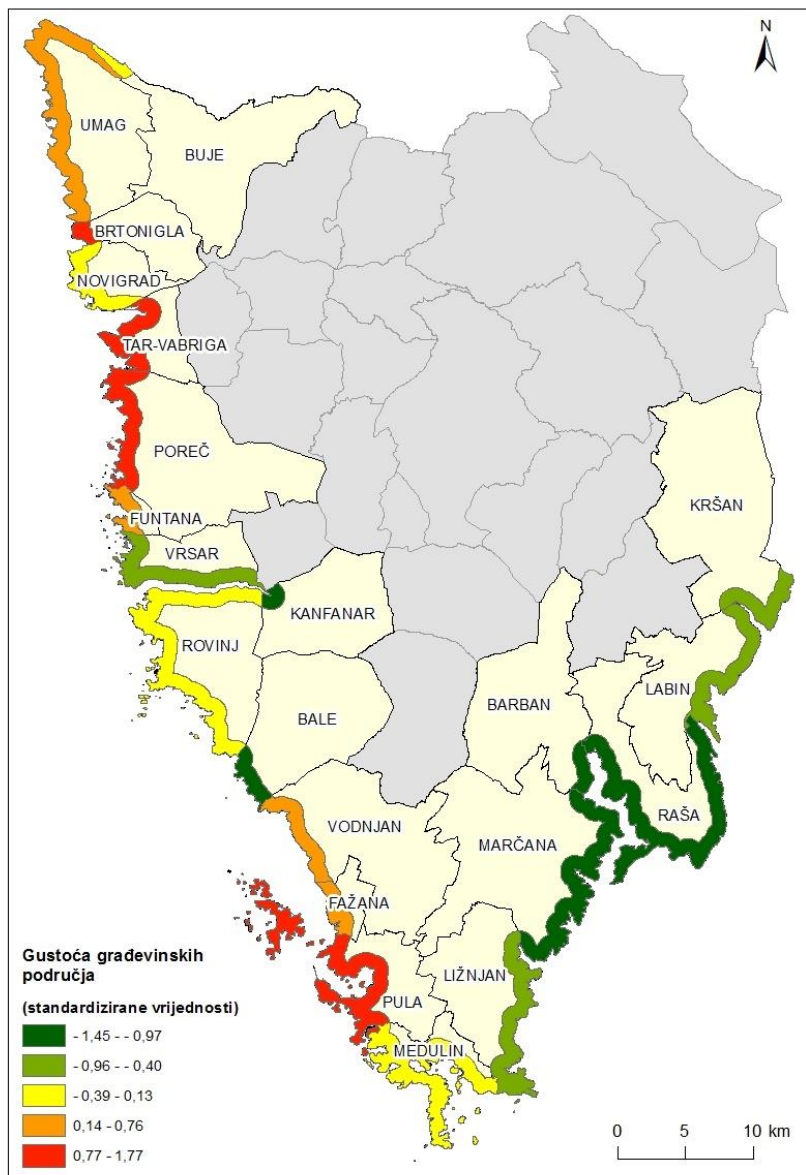 N
UMAG
BUJE
BRTONIGLA
NOVIGRAD
TAR-VABRIGA
POREČ
KRŠAN
FUNTANA
VRSAR
KANFANAR
ROVINJ
LABIN
BARBAN
BALE
RAŠA
VODNJAN
MARČANA
FAŽANA
LIŽNJAN
PULA
MEDULIN
Gustoća građevinskih
područja
(standardizirane vrijednosti)
- 1,45 - - 0,97
-0,96 - - 0,40
- 0,39 - 0,13
0,14 - 0,76
0,77 - 1,77
0 5 10 km